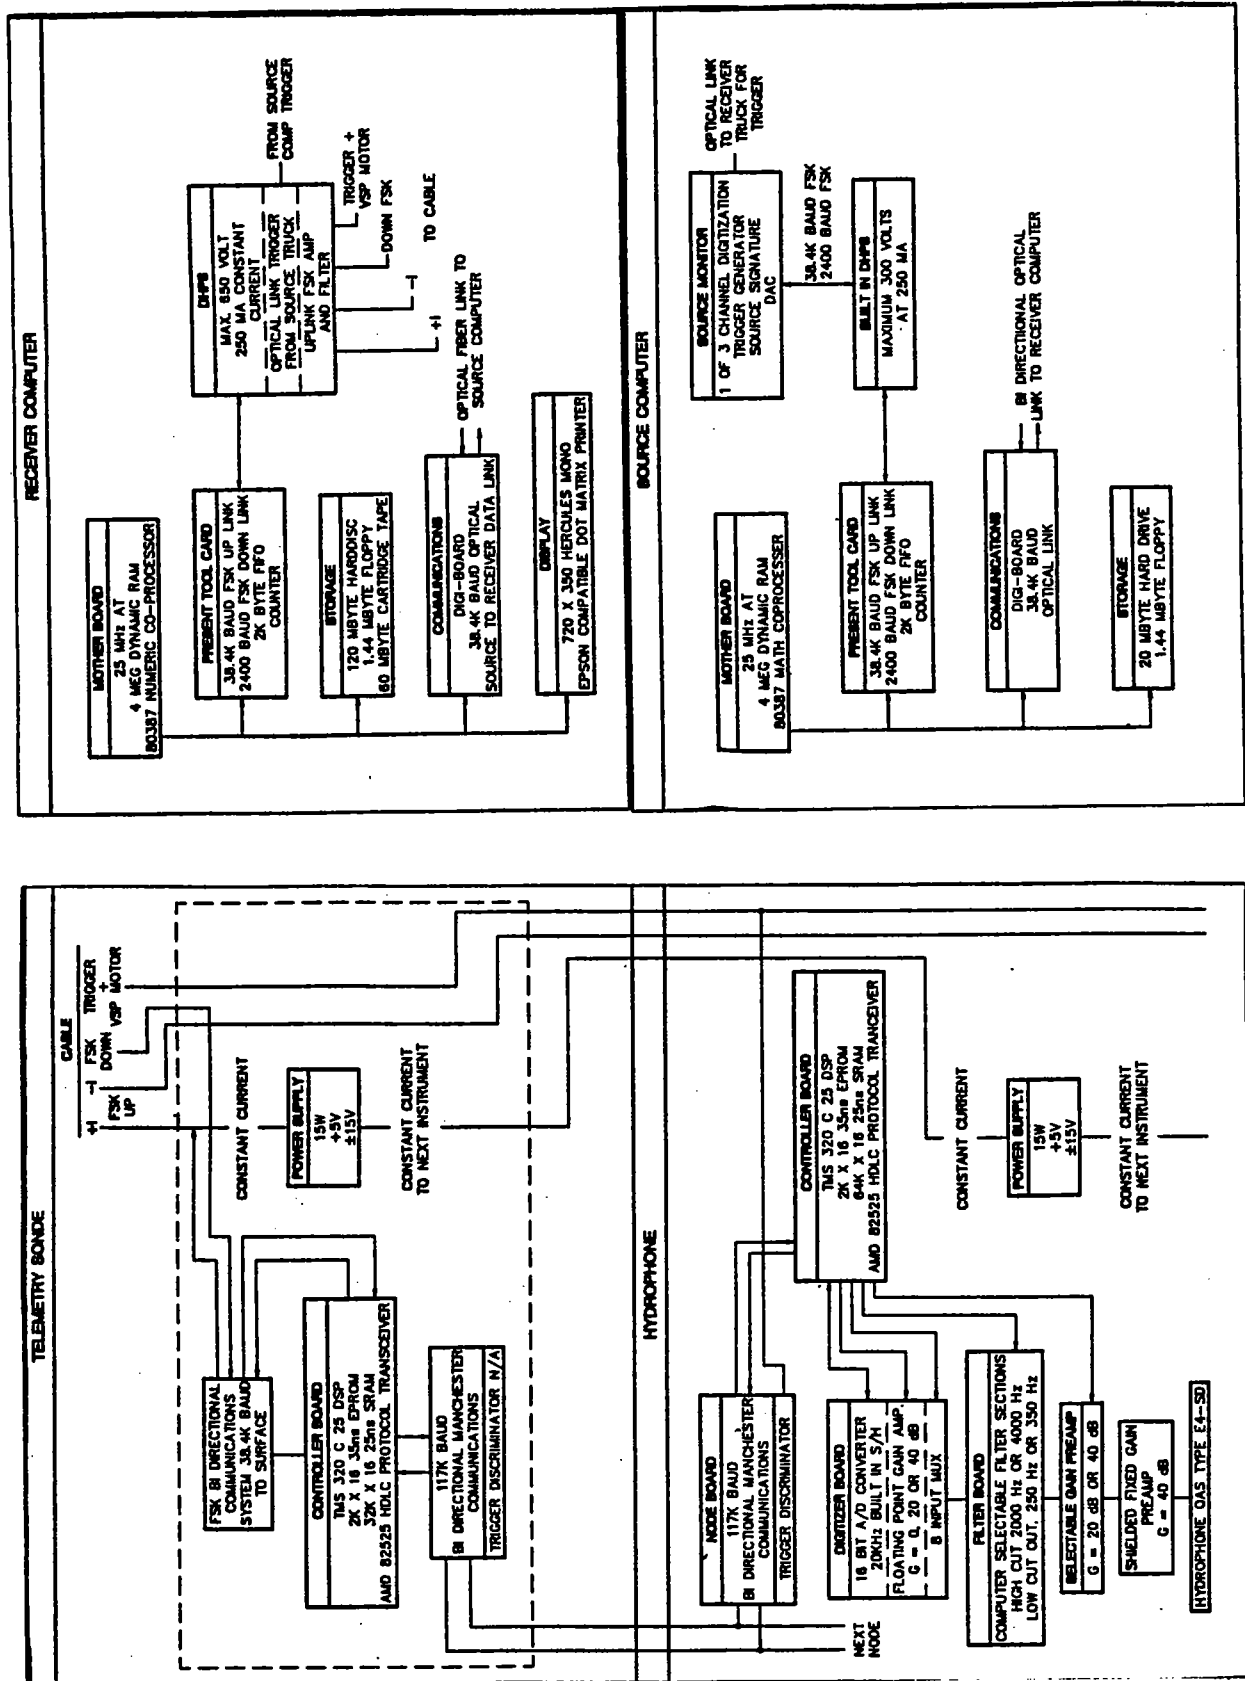 TELEMETRY SONDE
CABLE
+I
-I
FSK
DOWN
TRIGGER
+
VSP MOTOR
FSK
UP
FSK BI DIRECTIONAL
COMMUNICATIONS
SYSTEM 38.4K BAUD
TO SURFACE
CONSTANT CURRENT
POWER SUPPLY
15W
+5V
±15V
CONSTANT CURRENT
TO NEXT INSTRUMENT
CONTROLLER BOARD
TMS 320 C 25 DSP
2K X 16 35ns EPROM
32K X 16 25ns SRAM
AMD 82525 HDLC PROTOCOL TRANSCEIVER
117K BAUD
BI DIRECTIONAL MANCHESTER
COMMUNICATIONS
TRIGGER DISCRIMINATOR N/A
HYDROPHONE
NODE BOARD
117K BAUD
BI DIRECTIONAL MANCHESTER
COMMUNICATIONS
TRIGGER DISCRIMINATOR
NEXT
NODE
CONTROLLER BOARD
TMS 320 C 25 DSP
2K X 16 35ns EPROM
64K X 16 25ns SRAM
AMD 82525 HDLC PROTOCOL TRANCEIVER
DIGITIZER BOARD
16 BIT A/D CONVERTER
20KHz BUILT IN S/H
FLOATING POINT GAIN AMP.
G = 0, 20 OR 40 dB
8 INPUT MUX
FILTER BOARD
COMPUTER SELECTABLE FILTER SECTIONS
HIGH CUT 2000 Hz OR 4000 Hz
LOW CUT OUT, 250 Hz OR 350 Hz
SELECTABLE GAIN PREAMP
G = 20 dB OR 40 dB
SHIELDED FIXED GAIN
PREAMP
G = 40 dB
HYDROPHONE OAS TYPE E4-SD
CONSTANT CURRENT
POWER SUPPLY
15W
+5V
±15V
CONSTANT CURRENT
TO NEXT INSTRUMENT
RECEIVER COMPUTER
MOTHER BOARD
25 MHz AT
4 MEG DYNAMIC RAM
80387 NUMERIC CO-PROCESSOR
PRESENT TOOL CARD
38.4K BAUD FSK UP LINK
2400 BAUD FSK DOWN LINK
2K BYTE FIFO
COUNTER
STORAGE
120 MBYTE HARDDISC
1.44 MBYTE FLOPPY
60 MBYTE CARTRIDGE TAPE
COMMUNICATIONS
DIGI-BOARD
38.4K BAUD OPTICAL
SOURCE TO RECEIVER DATA LINK
DISPLAY
720 X 350 HERCULES MONO
EPSON COMPATIBLE DOT MATRIX PRINTER
DHPS
MAX. 650 VOLT
250 MA CONSTANT
CURRENT
OPTICAL LINK TRIGGER
FROM SOURCE TRUCK
UPLINK FSK AMP
AND FILTER
FROM SOURCE
COMP TRIGGER
TRIGGER +
VSP MOTOR
DOWN FSK
-I
+I
TO CABLE
OPTICAL FIBER LINK TO
SOURCE COMPUTER
SOURCE COMPUTER
MOTHER BOARD
25 MHz AT
4 MEG DYNAMIC RAM
80387 MATH COPROCESSER
PRESENT TOOL CARD
38.4K BAUD FSK UP LINK
2400 BAUD FSK DOWN LINK
2K BYTE FIFO
COUNTER
COMMUNICATIONS
DIGI-BOARD
38.4K BAUD
OPTICAL LINK
STORAGE
20 MBYTE HARD DRIVE
1.44 MBYTE FLOPPY
SOURCE MONITOR
1 OF 3 CHANNEL DIGITIZATION
TRIGGER GENERATOR
SOURCE SIGNATURE
DAC
OPTICAL LINK
TO RECEIVER
TRUCK FOR
TRIGGER
38.4K BAUD FSK
2400 BAUD FSK
BUILT IN DHPS
MAXIMUM 300 VOLTS
AT 250 MA
BI DIRECTIONAL OPTICAL
LINK TO RECEIVER COMPUTER